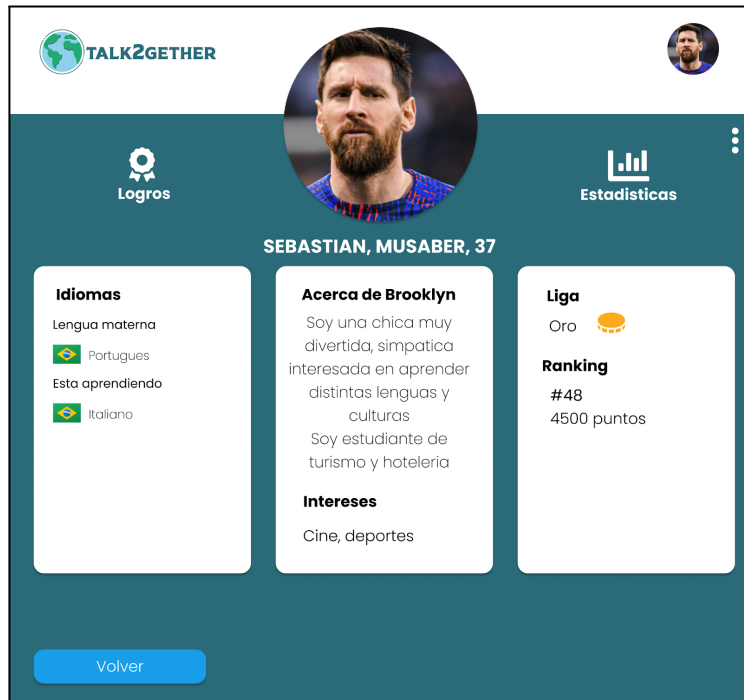 TALK2GETHER
Logros
Estadisticas
SEBASTIAN, MUSABER, 37
Idiomas
Lengua materna
Portugues
Esta aprendiendo
Italiano
Acerca de Brooklyn
Soy una chica muy
divertida, simpatica
interesada en aprender
distintas lenguas y
culturas
Soy estudiante de
turismo y hoteleria
Intereses
Cine, deportes
Liga
Oro
Ranking
#48
4500 puntos
Volver